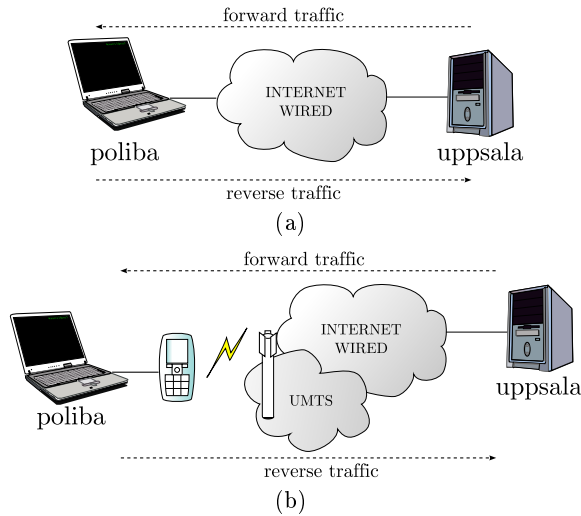 forward traffic
INTERNET
WIRED
poliba
uppsala
reverse traffic
(a)
forward traffic
INTERNET
WIRED
UMTS
poliba
uppsala
reverse traffic
(b)